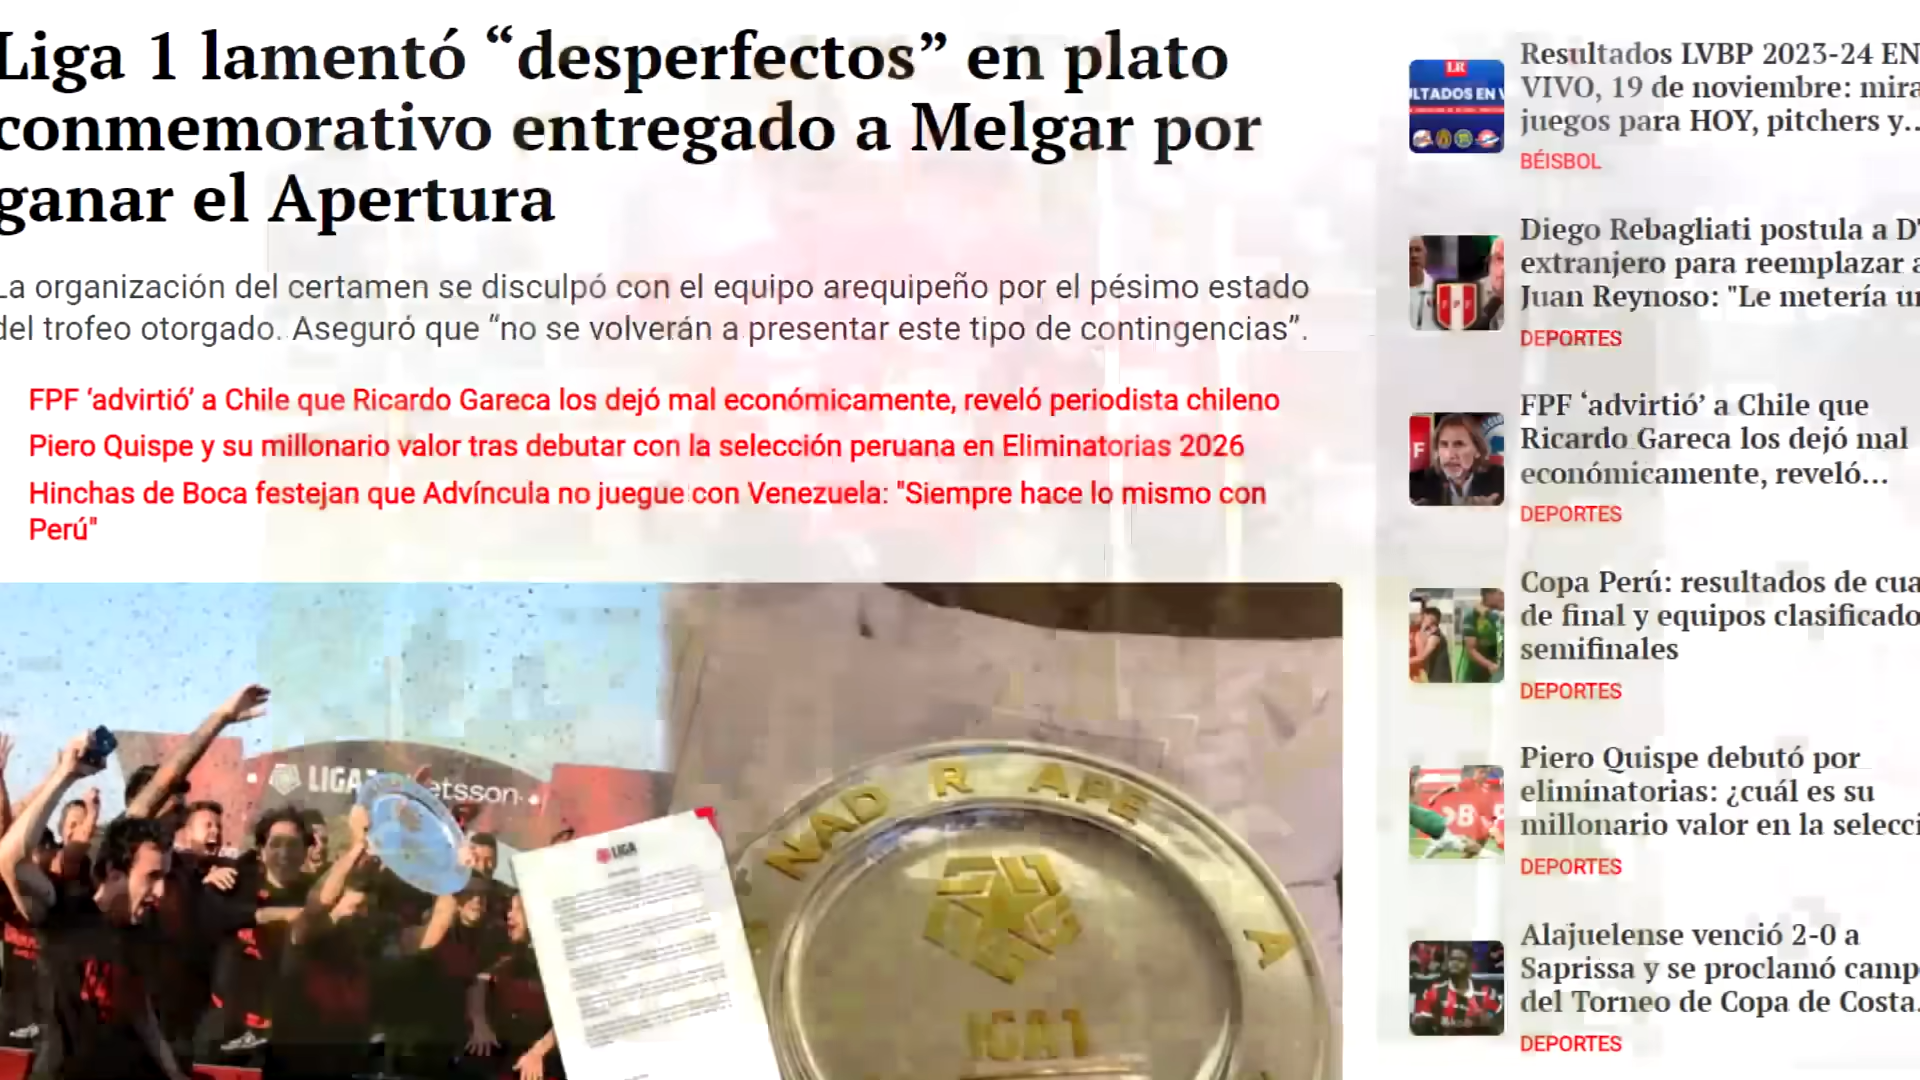 Liga 1 lamentó “desperfectos” en plato
conmemorativo entregado a Melgar por
ganar el Apertura
La organización del certamen se disculpó con el equipo arequipeño por el pésimo estado
del trofeo otorgado. Aseguró que “no se volverán a presentar este tipo de contingencias”.
FPF ‘advirtió’ a Chile que Ricardo Gareca los dejó mal económicamente, reveló periodista chileno
Piero Quispe y su millonario valor tras debutar con la selección peruana en Eliminatorias 2026
Hinchas de Boca festejan que Advíncula no juegue con Venezuela: "Siempre hace lo mismo con
Perú"
LIGA
etsson
LIGA
NAD R APE
A
IGA1
LR
LTADOS EN V
Resultados LVBP 2023-24 EN
VIVO, 19 de noviembre: mira
juegos para HOY, pitchers y…
BÉISBOL
FPF
Diego Rebagliati postula a D
extranjero para reemplazar a
Juan Reynoso: "Le metería un
DEPORTES
F
FPF ‘advirtió’ a Chile que
Ricardo Gareca los dejó mal
económicamente, reveló…
DEPORTES
Copa Perú: resultados de cua
de final y equipos clasificado
semifinales
DEPORTES
Piero Quispe debutó por
eliminatorias: ¿cuál es su
millonario valor en la selecci
DEPORTES
Alajuelense venció 2-0 a
Saprissa y se proclamó camp
del Torneo de Copa de Costa…
DEPORTES